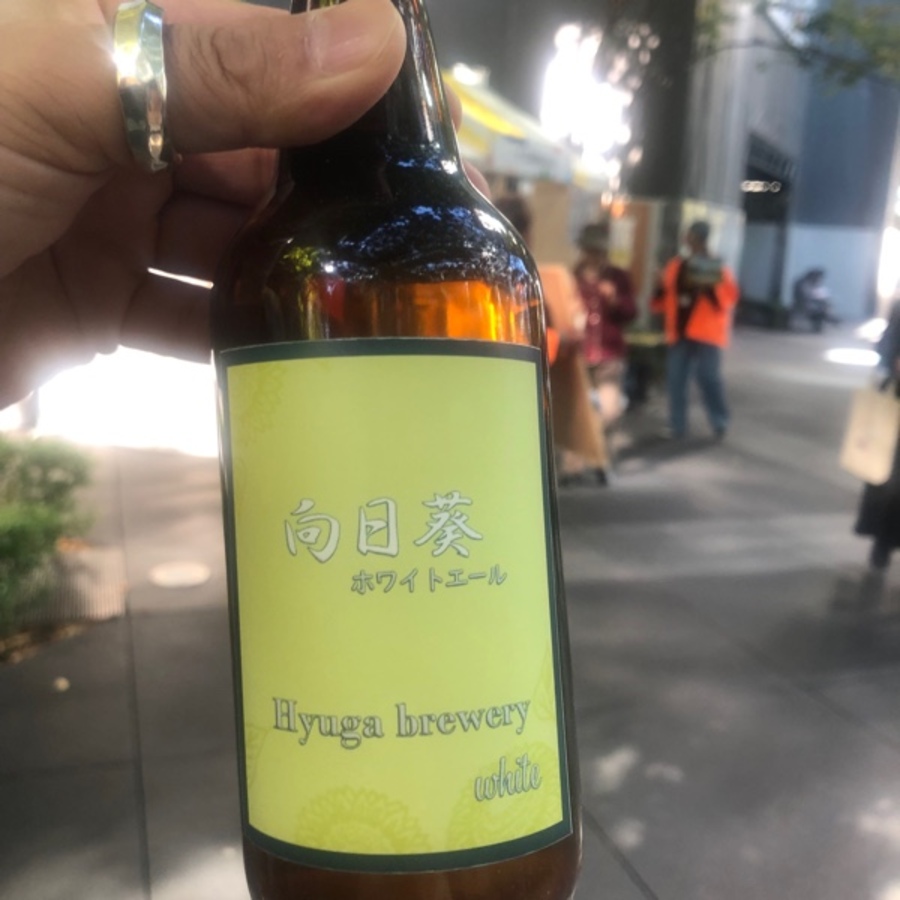 向日葵
ホワイトエール
Hyuga brewery
white